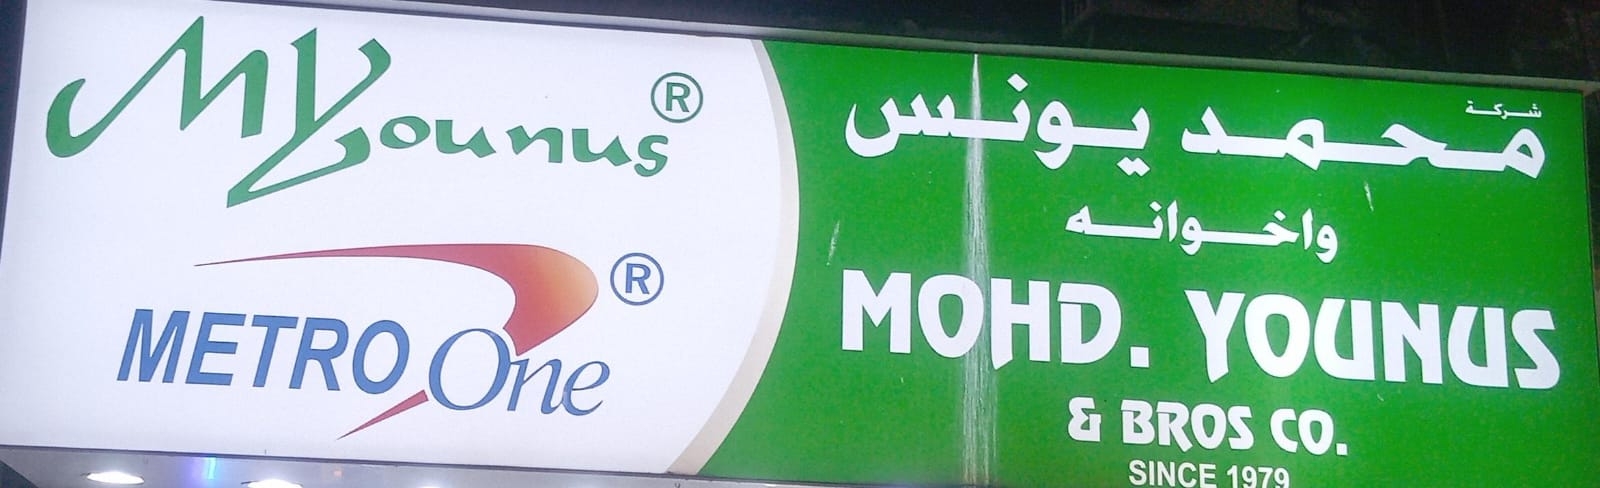 MYounus ®
METRO One ®
شركة
محمد يونس
واخوانه
MOHD. YOUNUS
& BROS CO.
SINCE 1979